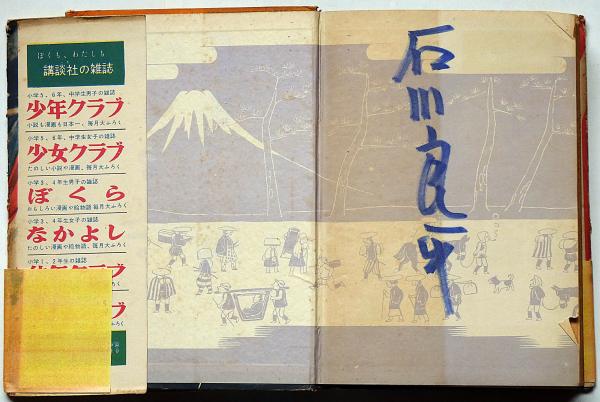 ぼくも、わたしも
講談社の雑誌
小学5、6年、中学生男子の雑誌
少年クラブ
小説も漫画も日本一、毎月大ふろく
小学5、6年、中学生女子の雑誌
少女クラブ
たのしい小説や漫画、毎月大ふろく
小学3、4年生男子の雑誌
ぼくら
おもしろい漫画や絵物語 毎月大ふろく
小学3、4年生女子の雑誌
なかよし
たのしい漫画や絵物語、毎月大ふろく
小学1、2年生の雑誌
クラブ
石川良平